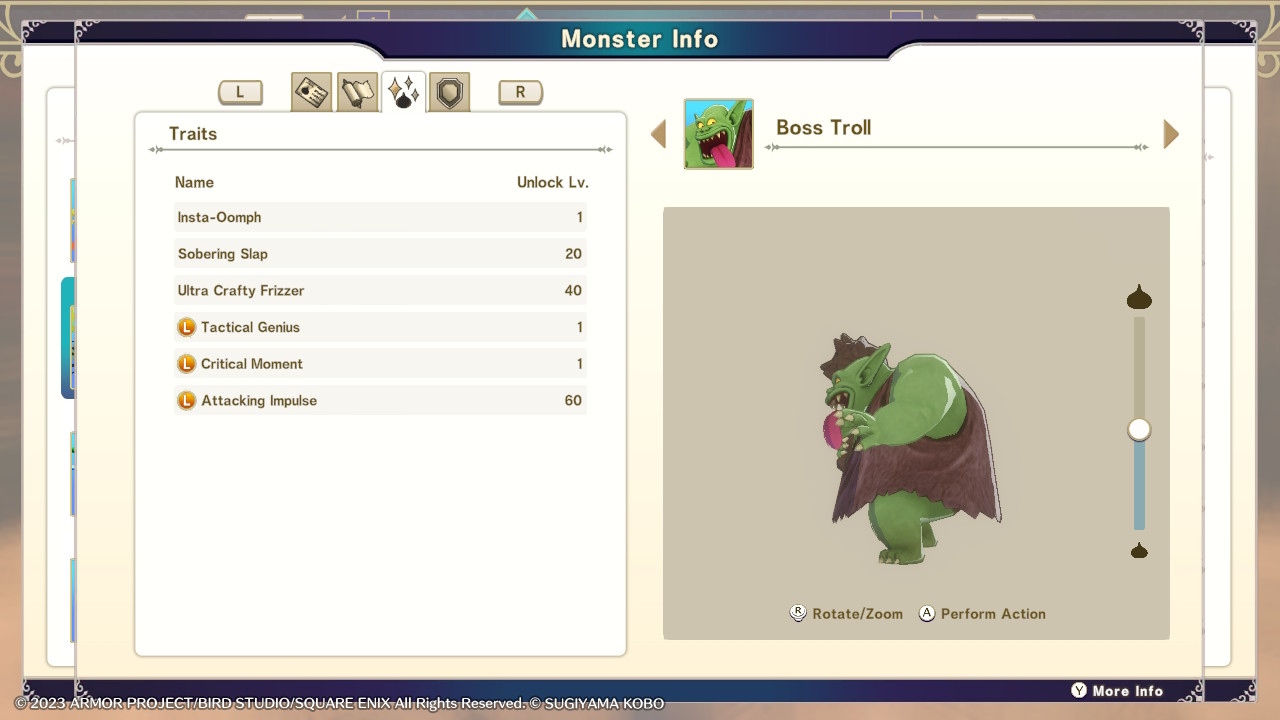 Monster Info
L
R
Traits
Name Unlock Lv.
Insta-Oomph 1
Sobering Slap 20
Ultra Crafty Frizzer 40
L Tactical Genius 1
L Critical Moment 1
L Attacking Impulse 60
Boss Troll
R Rotate/Zoom A Perform Action
Y More Info
© 2023 ARMOR PROJECT/BIRD STUDIO/SQUARE ENIX All Rights Reserved. © SUGIYAMA KOBO